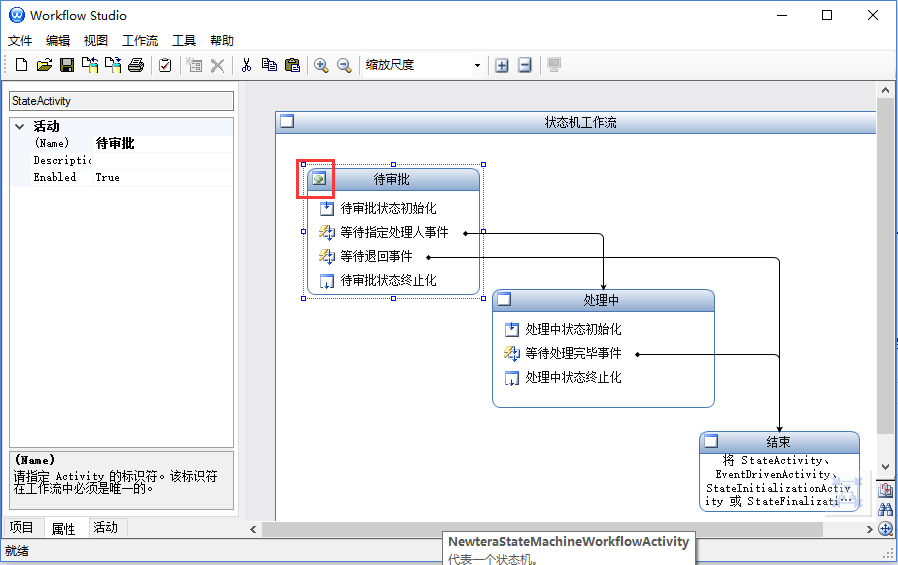 Workflow Studio
文件 编辑 视图 工作流 工具 帮助
缩放尺度
StateActivity
活动
(Name) 待审批
Descriptic
Enabled True
(Name)
请指定 Activity 的标识符。该标识符
在工作流中必须是唯一的。
项目 属性 活动
就绪
状态机工作流
待审批
待审批状态初始化
等待指定处理人事件
等待退回事件
待审批状态终止化
处理中
处理中状态初始化
等待处理完毕事件
处理中状态终止化
结束
将 StateActivity、
EventDrivenActivity、
StateInitializationActiv
ity 或 StateFinalizati...
NewteraStateMachineWorkflowActivity
代表一个状态机。